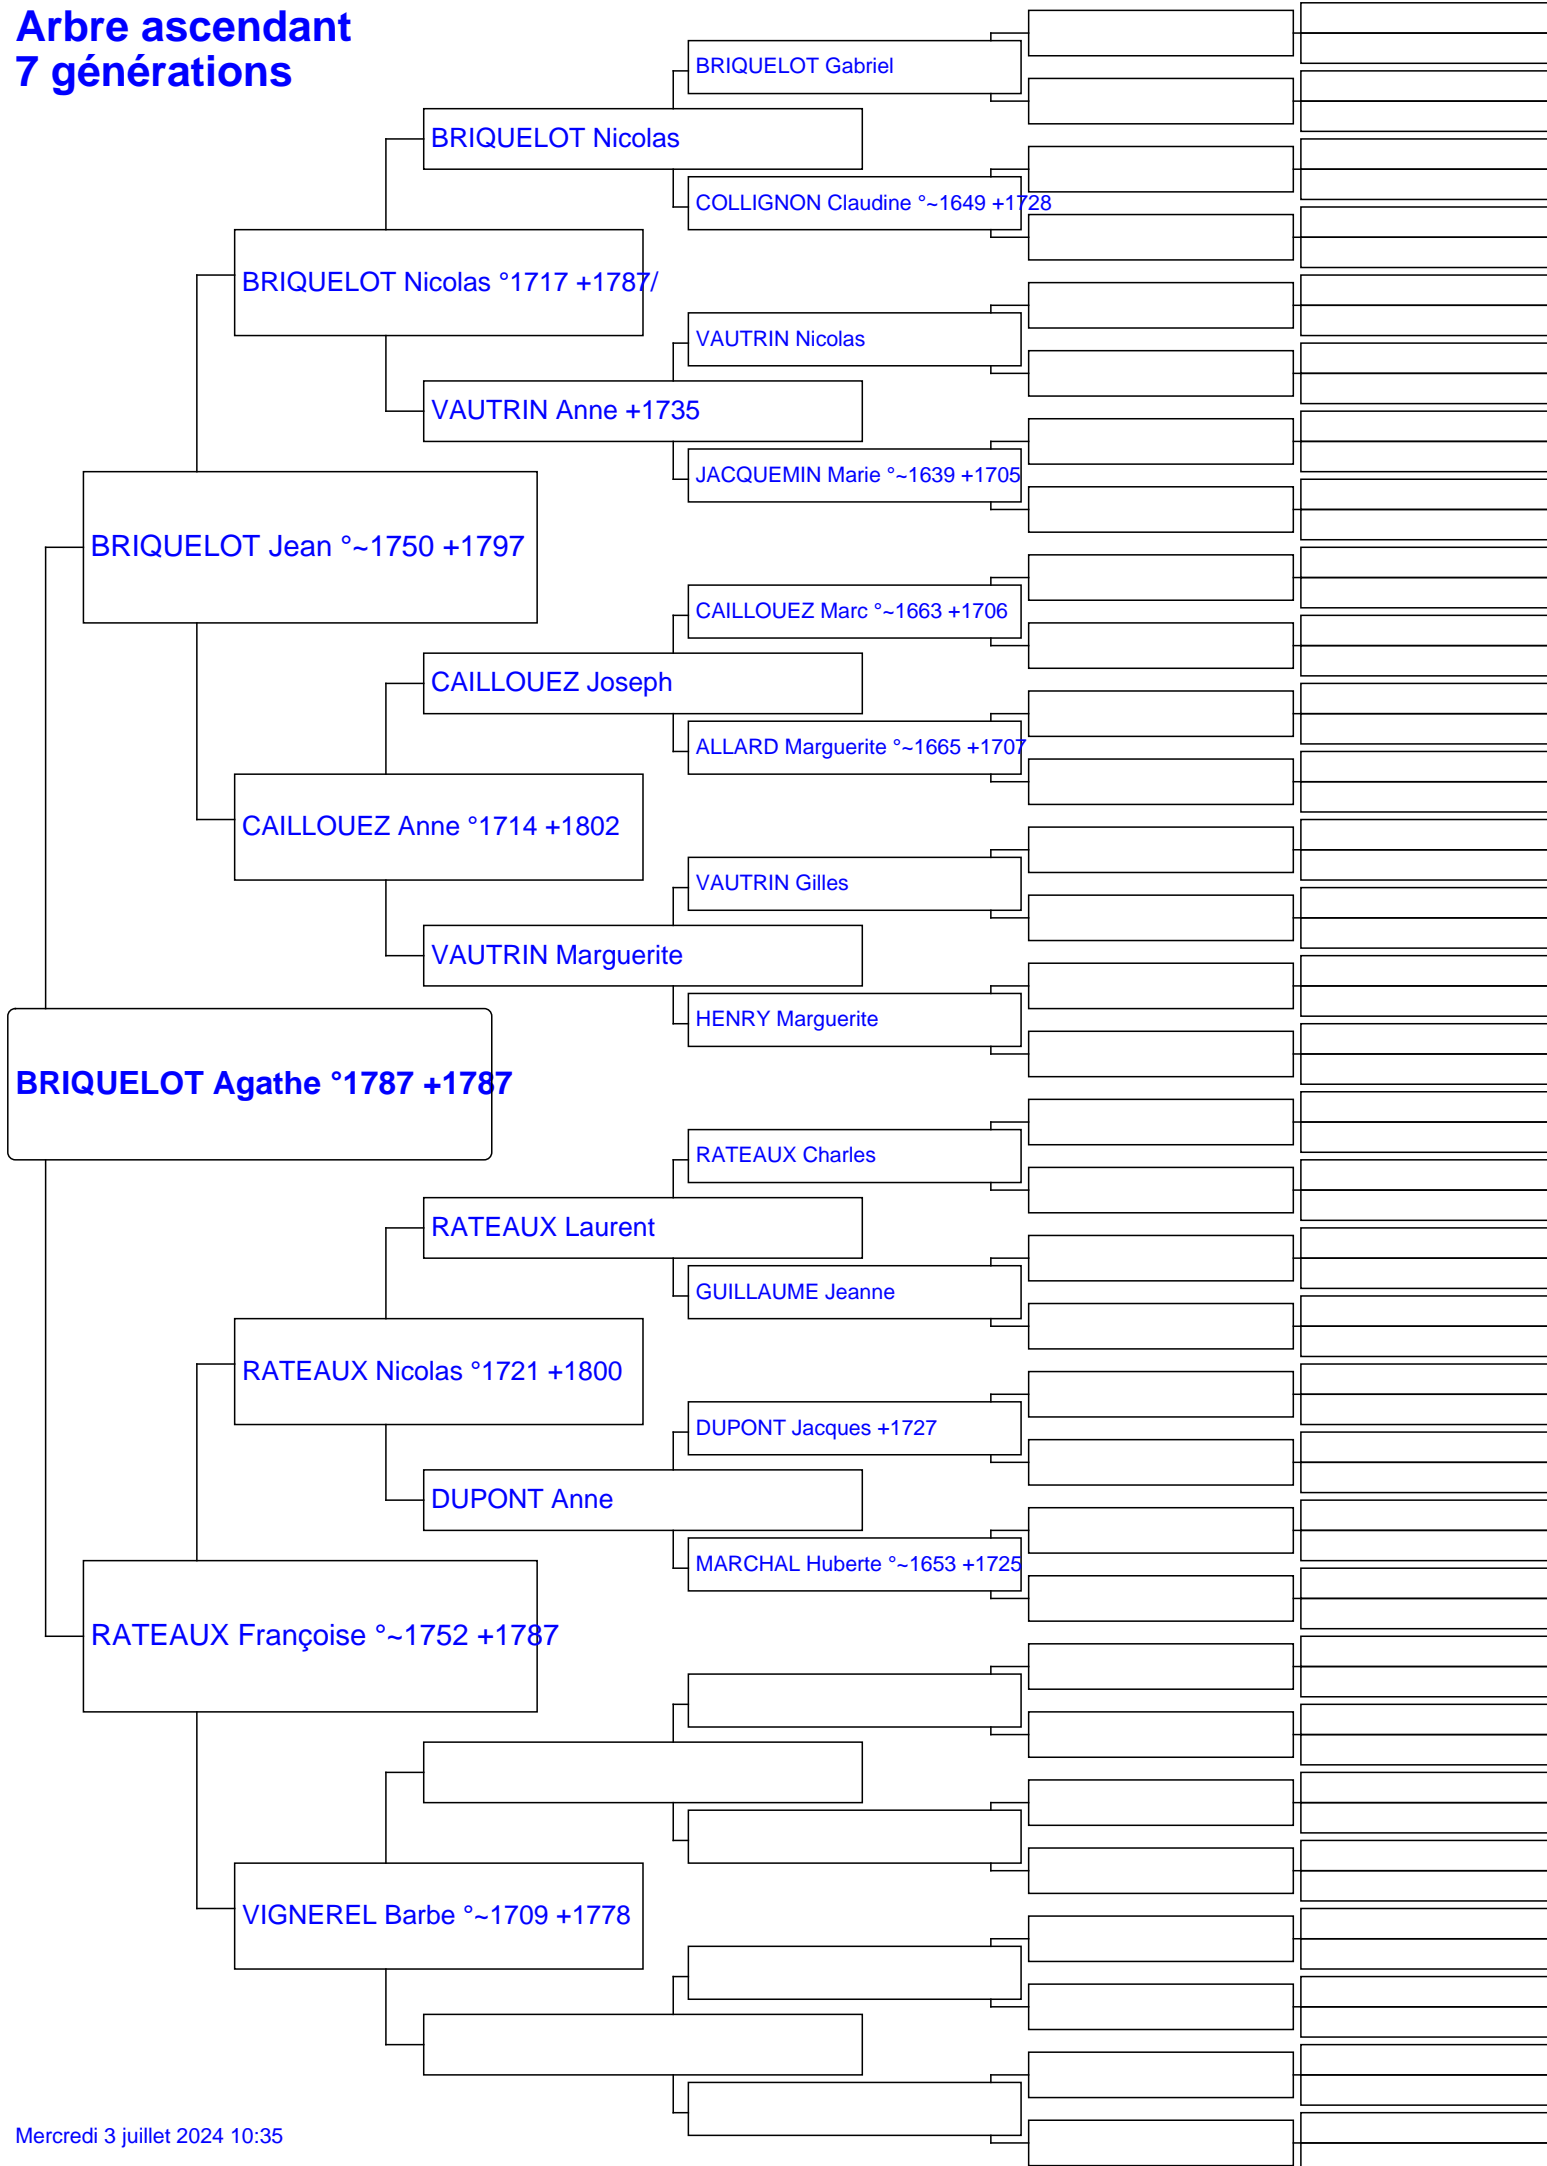 Arbre ascendant
7 générations
BRIQUELOT Gabriel
BRIQUELOT Nicolas
COLLIGNON Claudine °~1649 +1728
BRIQUELOT Nicolas °1717 +1787/
VAUTRIN Nicolas
VAUTRIN Anne +1735
JACQUEMIN Marie °~1639 +1705
BRIQUELOT Jean °~1750 +1797
CAILLOUEZ Marc °~1663 +1706
CAILLOUEZ Joseph
ALLARD Marguerite °~1665 +1707
CAILLOUEZ Anne °1714 +1802
VAUTRIN Gilles
VAUTRIN Marguerite
HENRY Marguerite
BRIQUELOT Agathe °1787 +1787
RATEAUX Charles
RATEAUX Laurent
GUILLAUME Jeanne
RATEAUX Nicolas °1721 +1800
DUPONT Jacques +1727
DUPONT Anne
MARCHAL Huberte °~1653 +1725
RATEAUX Françoise °~1752 +1787
VIGNEREL Barbe °~1709 +1778
Mercredi 3 juillet 2024 10:35